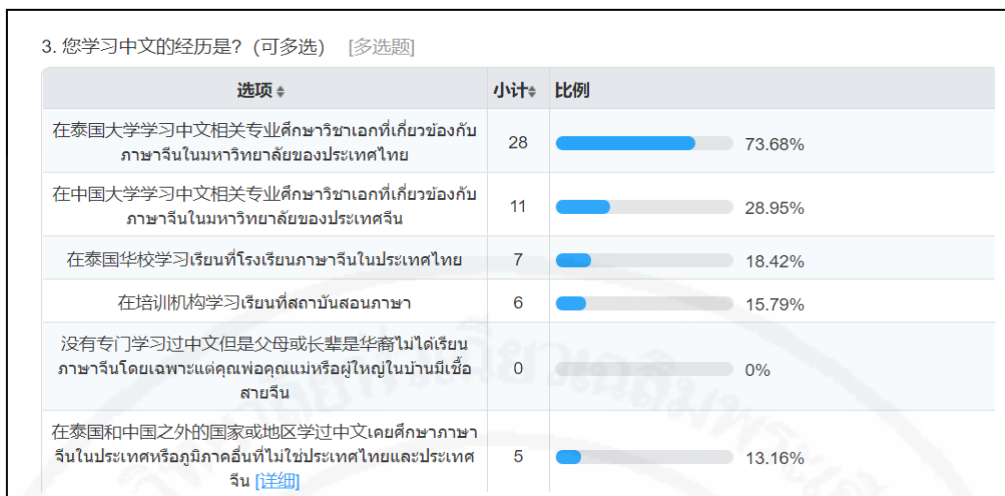 3. 您学习中文的经历是?（可多选） [多选题]
选项 小计 比例
在泰国大学学习中文相关专业ศึกษาวิชาเอกที่เกี่ยวข้องกับ
ภาษาจีนในมหาวิทยาลัยของประเทศไทย
28
73.68%
在中国大学学习中文相关专业ศึกษาวิชาเอกที่เกี่ยวข้องกับ
ภาษาจีนในมหาวิทยาลัยของประเทศจีน
11
28.95%
在泰国华校学习เรียนที่โรงเรียนภาษาจีนในประเทศไทย
7
18.42%
在培训机构学习เรียนที่สถาบันสอนภาษา
6
15.79%
没有专门学习过中文但是父母或长辈是华裔ไม่ได้เรียน
ภาษาจีนโดยเฉพาะแต่คุณพ่อคุณแม่หรือผู้ใหญ่ในบ้านมีเชื้อ
สายจีน
0
0%
在泰国和中国之外的国家或地区学过中文เคยศึกษาภาษา
จีนในประเทศหรือภูมิภาคอื่นที่ไม่ใช่ประเทศไทยและประเทศ
จีน [详细]
5
13.16%